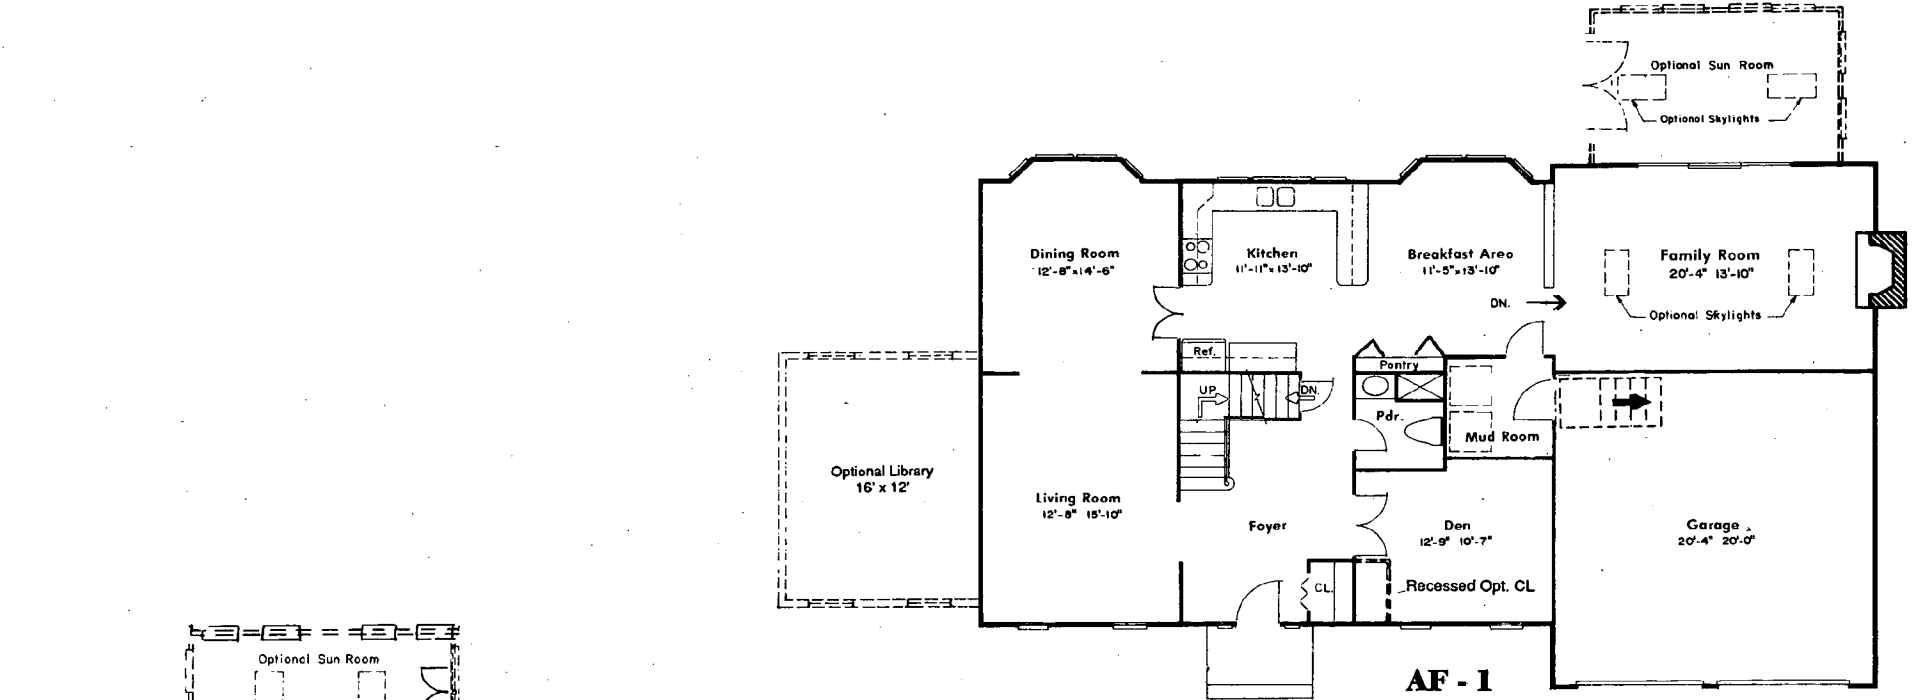 Optional Sun Room
Optional Skylights
Dining Room
12'-8" x 14'-6"
Kitchen
11'-11" x 13'-10"
Breakfast Area
11'-5" x 13'-10"
DN.
Family Room
20'-4" 13'-10"
Optional Skylights
Ref.
Pantry
UP
DN.
Pdr.
Mud Room
Optional Library
16' x 12'
Living Room
12'-8" 15'-10"
Foyer
Den
12'-9" 10'-7"
Garage
20'-4" 20'-0"
CL.
Recessed Opt. CL
Optional Sun Room
AF - 1